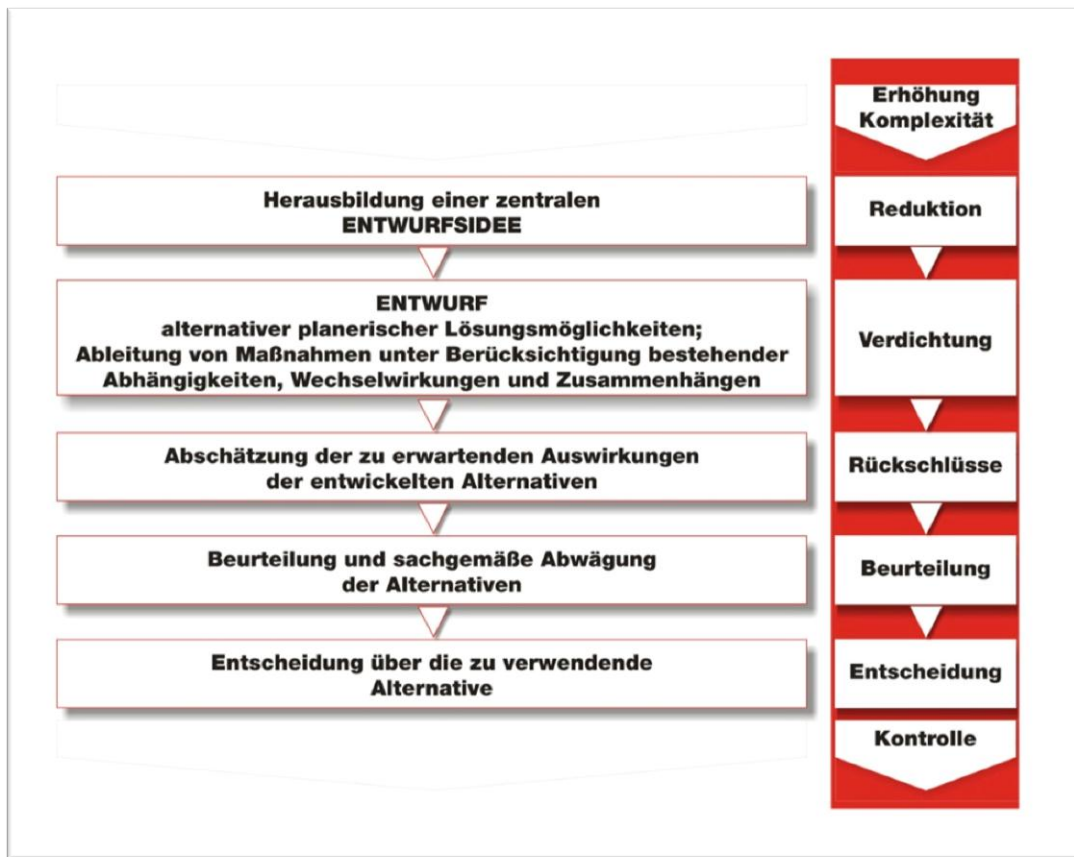 Erhöhung
Komplexität
Herausbildung einer zentralen
ENTWURFSIDEE
Reduktion
ENTWURF
alternativer planerischer Lösungsmöglichkeiten;
Ableitung von Maßnahmen unter Berücksichtigung bestehender
Abhängigkeiten, Wechselwirkungen und Zusammenhängen
Verdichtung
Abschätzung der zu erwartenden Auswirkungen
der entwickelten Alternativen
Rückschlüsse
Beurteilung und sachgemäße Abwägung
der Alternativen
Beurteilung
Entscheidung über die zu verwendende
Alternative
Entscheidung
Kontrolle